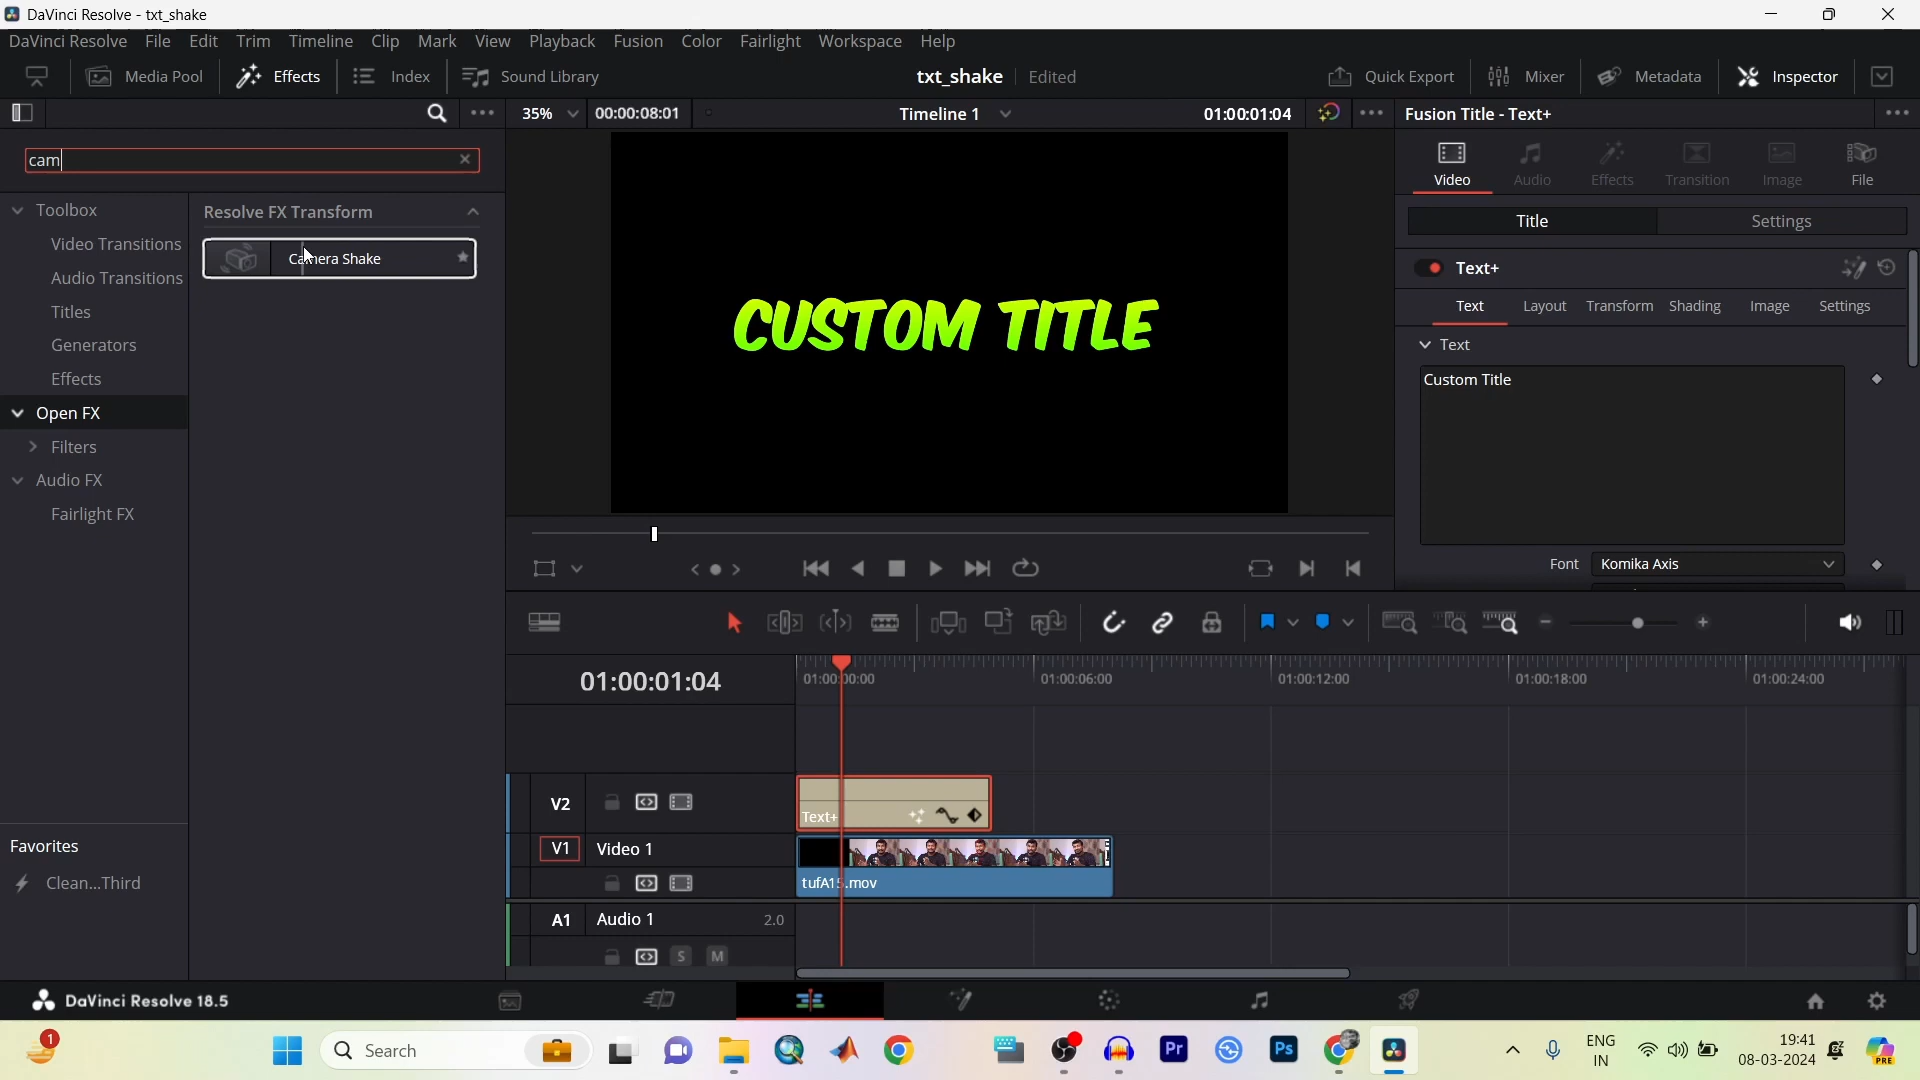 DaVinci Resolve - txt_shake
DaVinci Resolve File Edit Trim Timeline Clip Mark View Playback Fusion Color Fairlight Workspace Help
Media Pool Effects Index Sound Library txt_shake Edited Quick Export Mixer Metadata Inspector
35% 00:00:08:01 Timeline 1 01:00:01:04 Fusion Title - Text+
cam
Video Audio Effects Transition Image File
Toolbox
Video Transitions
Audio Transitions
Titles
Generators
Effects
Open FX
Filters
Audio FX
Fairlight FX
Resolve FX Transform
Camera Shake
Favorites
Clean...Third
CUSTOM TITLE
Title Settings
Text+
Text Layout Transform Shading Image Settings
Text
Custom Title
Font Komika Axis
01:00:01:04
01:00:00:00 01:00:06:00 01:00:12:00 01:00:18:00 01:00:24:00
V2
Text+
V1 Video 1
tufA15.mov
A1 Audio 1 2.0
S M
DaVinci Resolve 18.5
1
Search
Pr
Ps
ENG
IN
19:41
08-03-2024
PRE